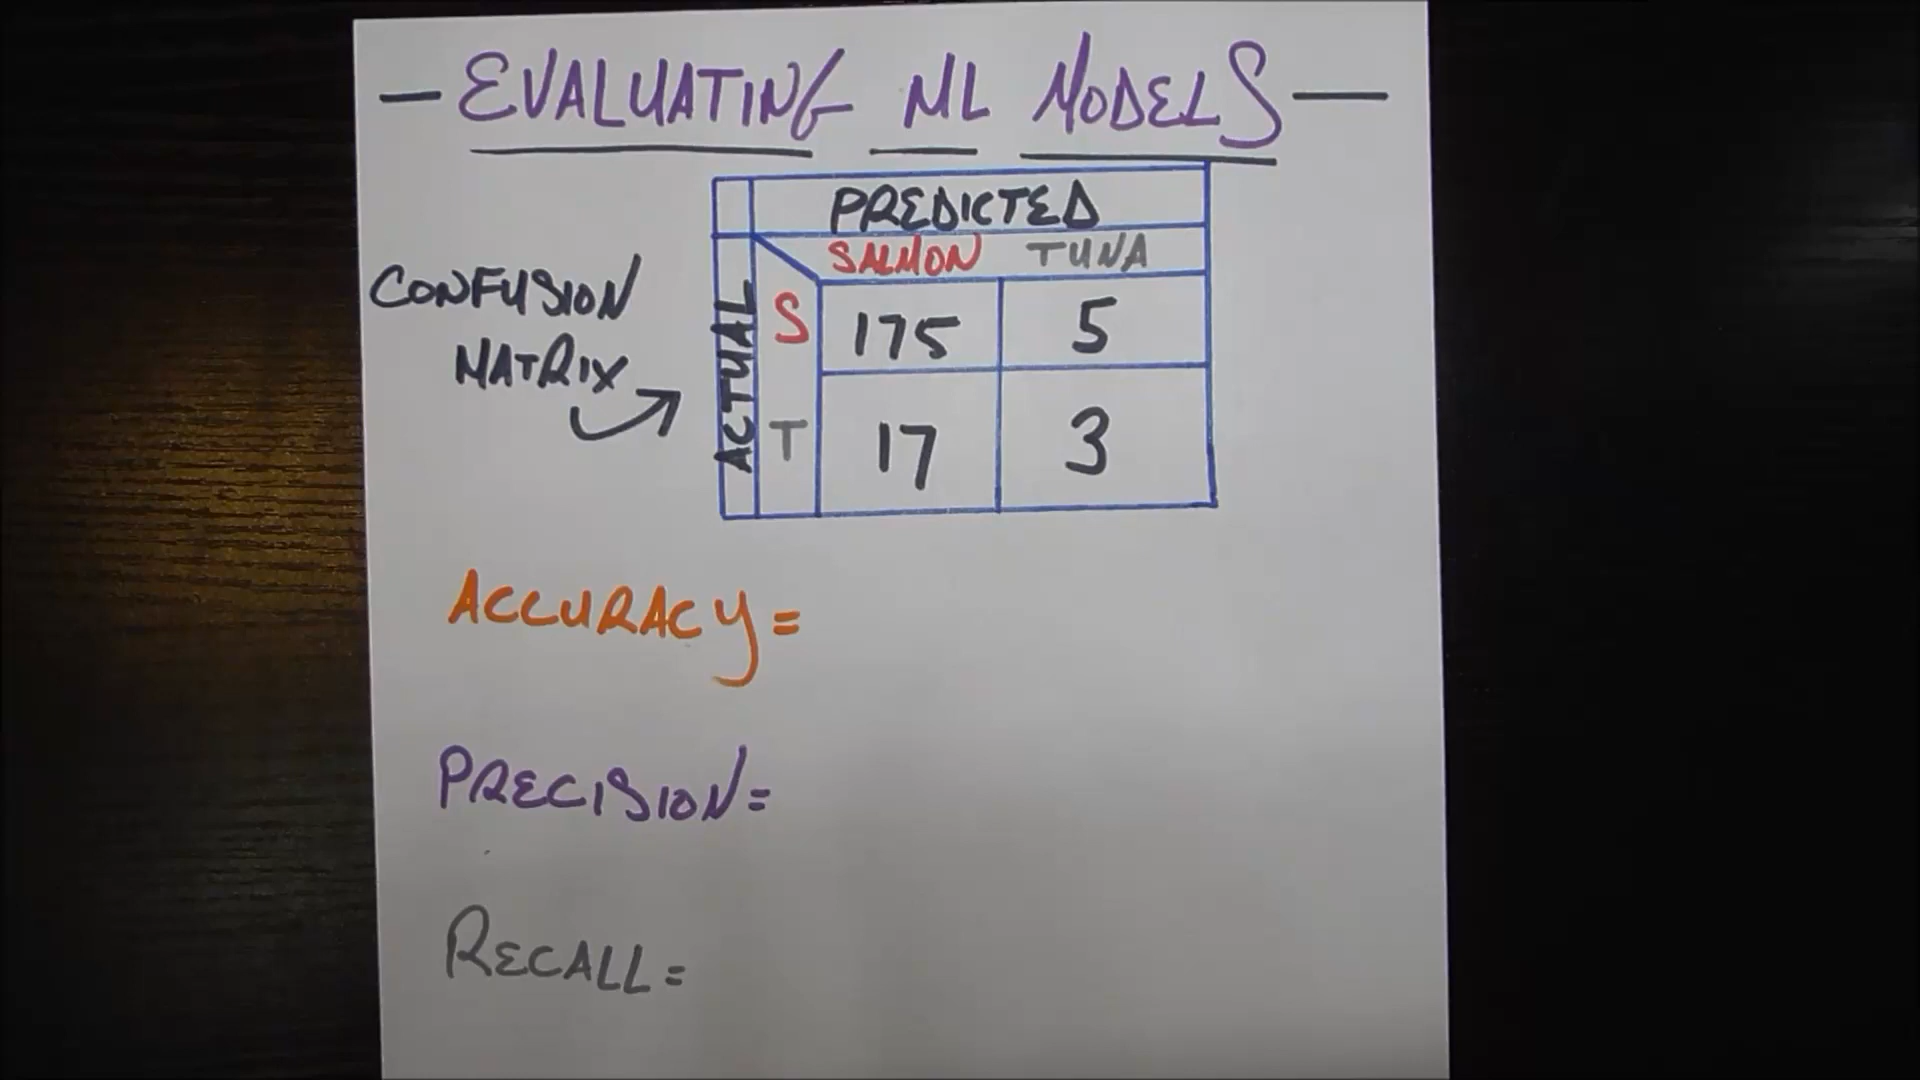 — EVALUATING ML MODELS —
PREDICTED
SALMON TUNA
CONFUSION
MATRIX
ACTUAL
S 175 5
T 17 3
ACCURACY =
PRECISION =
RECALL =